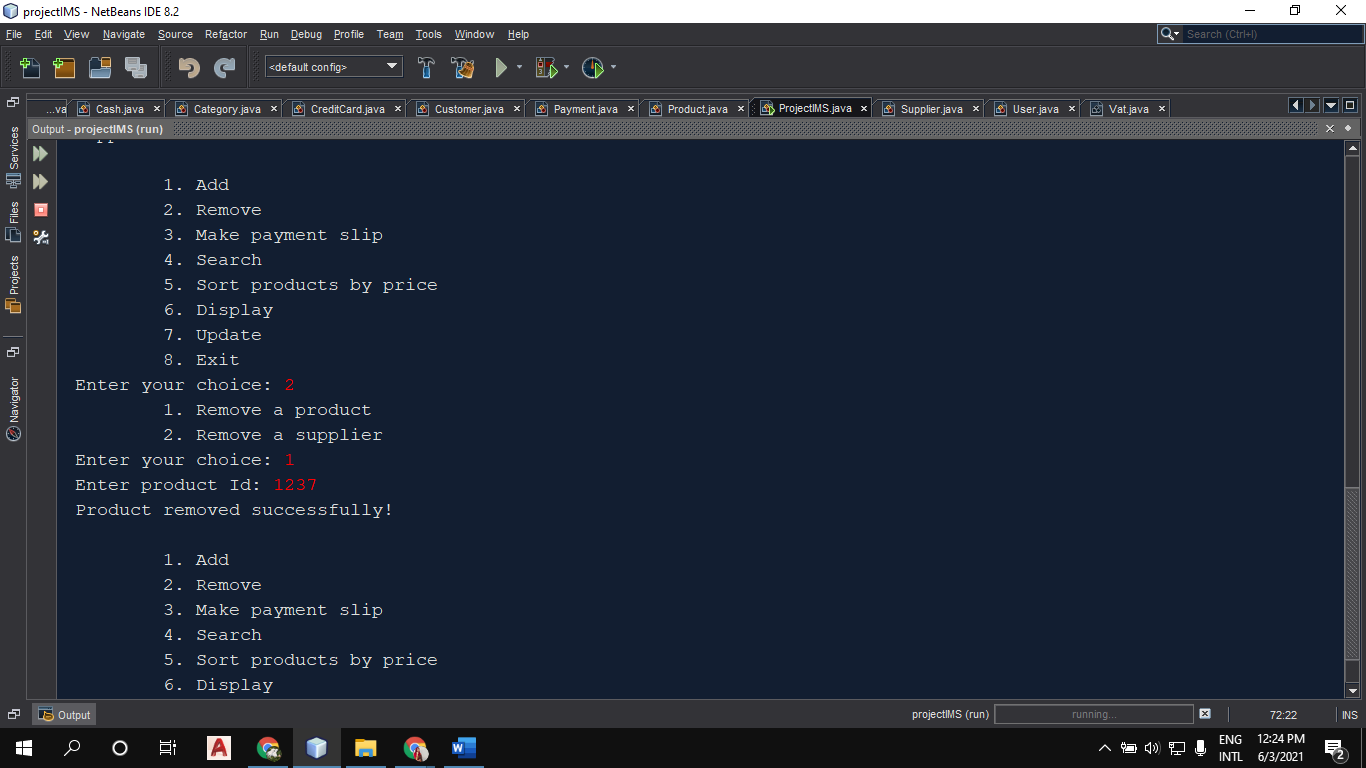 projectIMS - NetBeans IDE 8.2
File Edit View Navigate Source Refactor Run Debug Profile Team Tools Window Help
Search (Ctrl+I)
<default config>
...va Cash.java Category.java CreditCard.java Customer.java Payment.java Product.java ProjectIMS.java Supplier.java User.java Vat.java
Output - projectIMS (run)
Services
Files
Projects
Navigator
1. Add
2. Remove
3. Make payment slip
4. Search
5. Sort products by price
6. Display
7. Update
8. Exit
Enter your choice: 2
1. Remove a product
2. Remove a supplier
Enter your choice: 1
Enter product Id: 1237
Product removed successfully!
1. Add
2. Remove
3. Make payment slip
4. Search
5. Sort products by price
6. Display
Output
projectIMS (run)
running...
72:22
INS
ENG
INTL
12:24 PM
6/3/2021
2